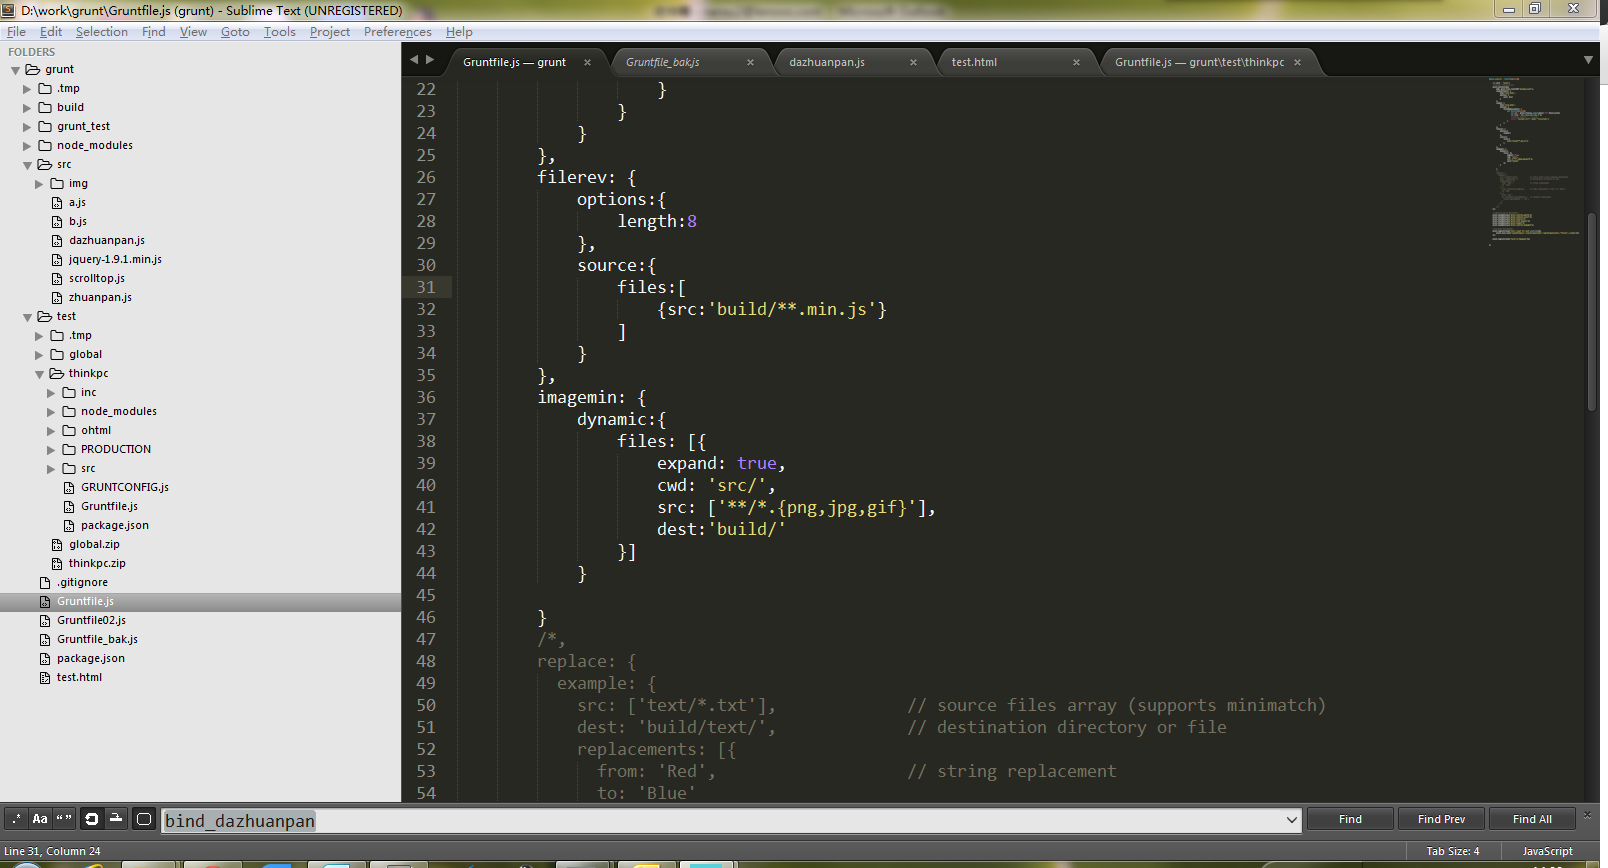 D:\work\grunt\Gruntfile.js (grunt) - Sublime Text (UNREGISTERED)
File Edit Selection Find View Goto Tools Project Preferences Help
FOLDERS
grunt
.tmp
build
grunt_test
node_modules
src
img
a.js
b.js
dazhuanpan.js
jquery-1.9.1.min.js
scrolltop.js
zhuanpan.js
test
.tmp
global
thinkpc
inc
node_modules
ohtml
PRODUCTION
src
GRUNTCONFIG.js
Gruntfile.js
package.json
global.zip
thinkpc.zip
.gitignore
Gruntfile.js
Gruntfile02.js
Gruntfile_bak.js
package.json
test.html
Gruntfile.js — grunt × Gruntfile_bak.js × dazhuanpan.js × test.html × Gruntfile.js — grunt\test\thinkpc ×
22 }
23 }
24 }
25 },
26 filerev: {
27 options:{
28 length:8
29 },
30 source:{
31 files:[
32 {src:'build/**.min.js'}
33 ]
34 }
35 },
36 imagemin: {
37 dynamic:{
38 files: [{
39 expand: true,
40 cwd: 'src/',
41 src: ['**/*.{png,jpg,gif}'],
42 dest:'build/'
43 }]
44 }
45
46 }
47 /*,
48 replace: {
49 example: {
50 src: ['text/*.txt'], // source files array (supports minimatch)
51 dest: 'build/text/', // destination directory or file
52 replacements: [{
53 from: 'Red', // string replacement
54 to: 'Blue'
.* Aa “” bind_dazhuanpan Find Find Prev Find All
Line 31, Column 24 Tab Size: 4 JavaScript